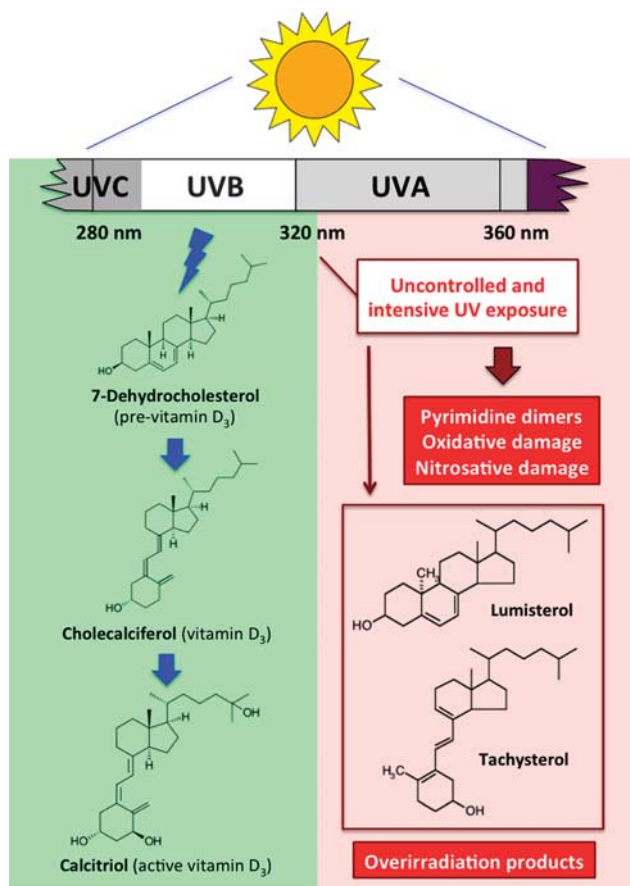 UVC
UVB
UVA
280 nm
320 nm
360 nm
Uncontrolled and
intensive UV exposure
H
H
H
HO
7-Dehydrocholesterol
(pre-vitamin D₃)
Pyrimidine dimers
Oxidative damage
Nitrosative damage
H
H
HO
Cholecalciferol (vitamin D₃)
CH₃
HO
Lumisterol
OH
H
H
HO
OH
Calcitriol (active vitamin D₃)
H₃C
OH
Tachysterol
Overirradiation products